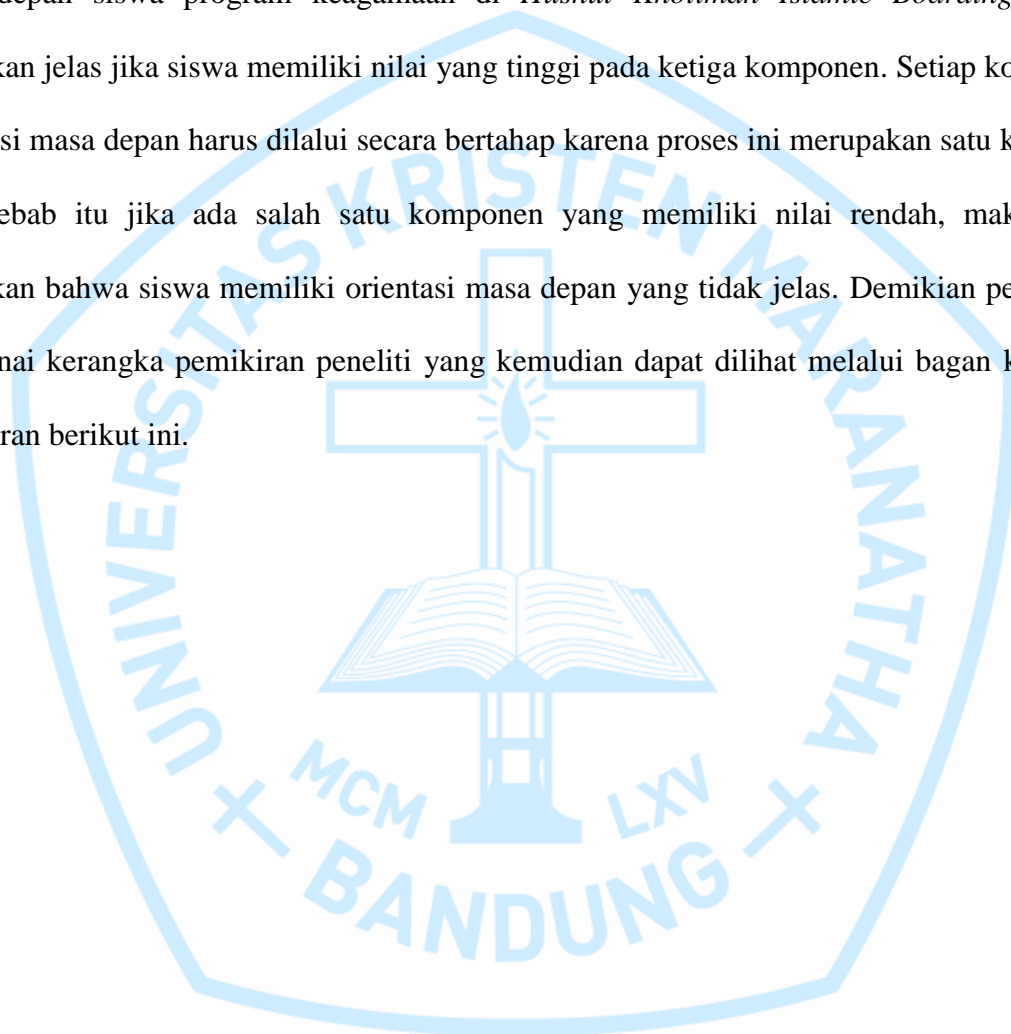 depan siswa program keagamaan di Husnul Khotimah Islamic Boarding
kan jelas jika siswa memiliki nilai yang tinggi pada ketiga komponen. Setiap ko
si masa depan harus dilalui secara bertahap karena proses ini merupakan satu k
ebab itu jika ada salah satu komponen yang memiliki nilai rendah, mak
kan bahwa siswa memiliki orientasi masa depan yang tidak jelas. Demikian pe
nai kerangka pemikiran peneliti yang kemudian dapat dilihat melalui bagan k
ran berikut ini.
UNIVERSITAS KRISTEN MARANATHA
MCM LXV
BANDUNG